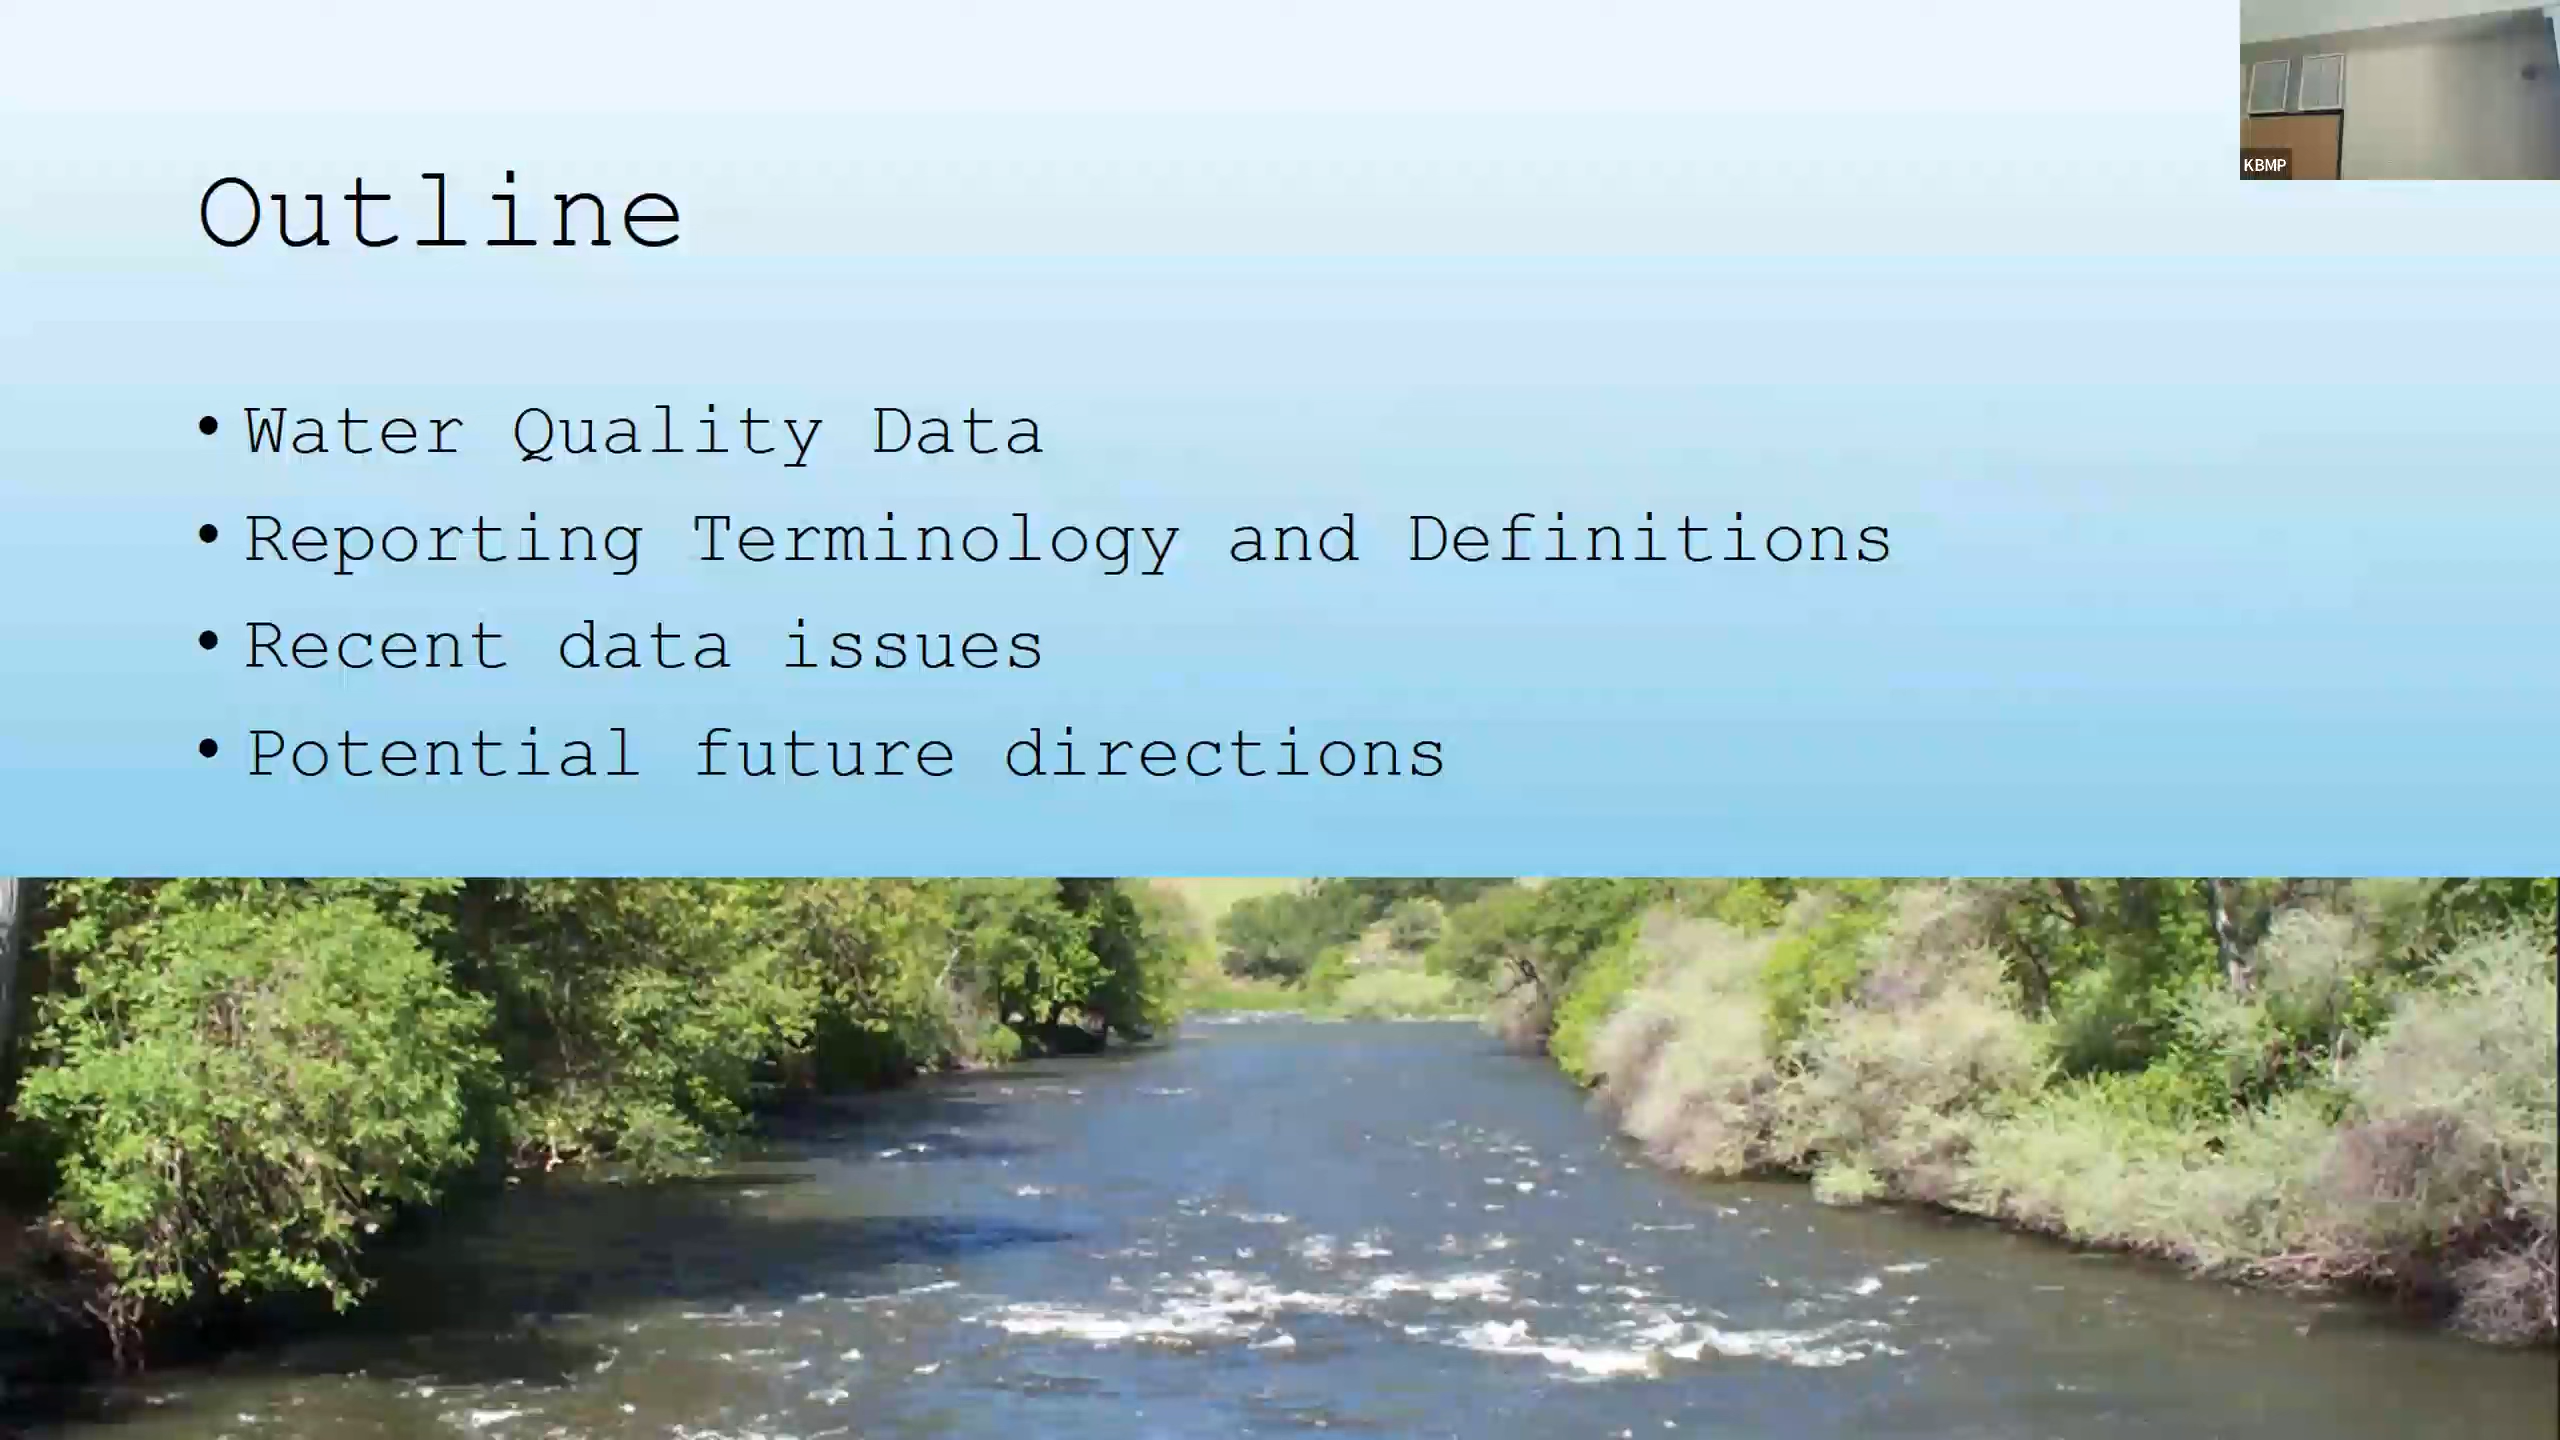 KBMP
Outline
• Water Quality Data
• Reporting Terminology and Definitions
• Recent data issues
• Potential future directions